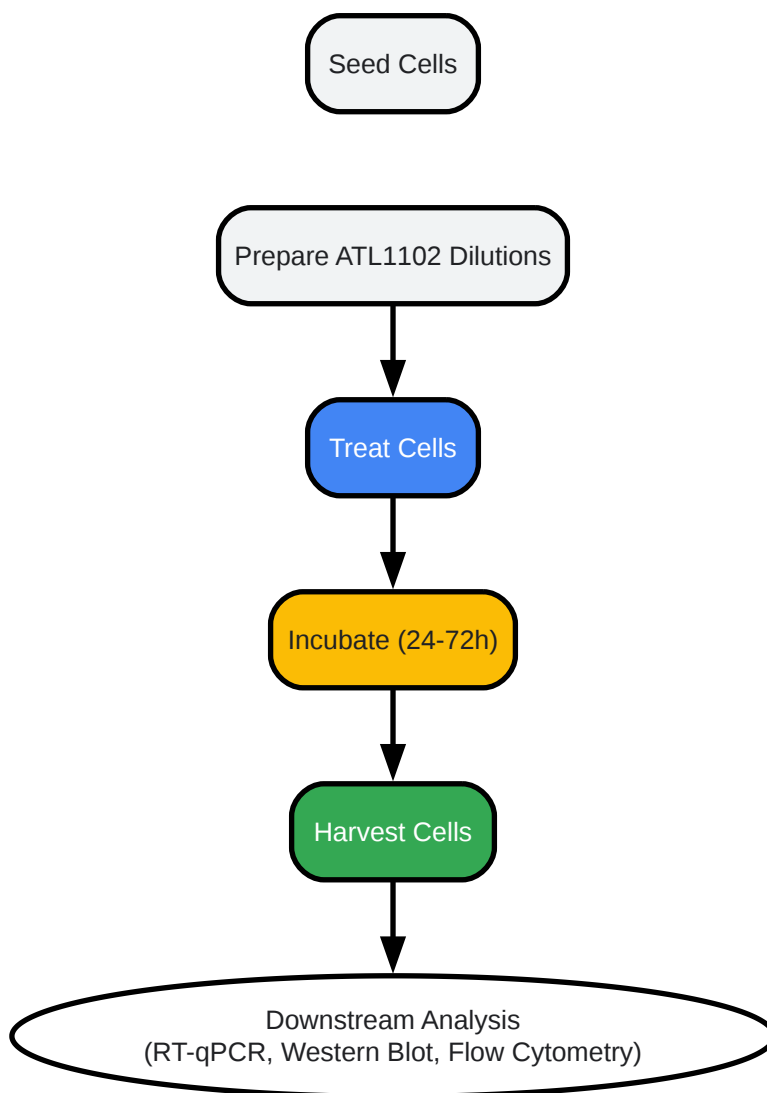 Seed Cells
Prepare ATL1102 Dilutions
Treat Cells
Incubate (24-72h)
Harvest Cells
Downstream Analysis
(RT-qPCR, Western Blot, Flow Cytometry)